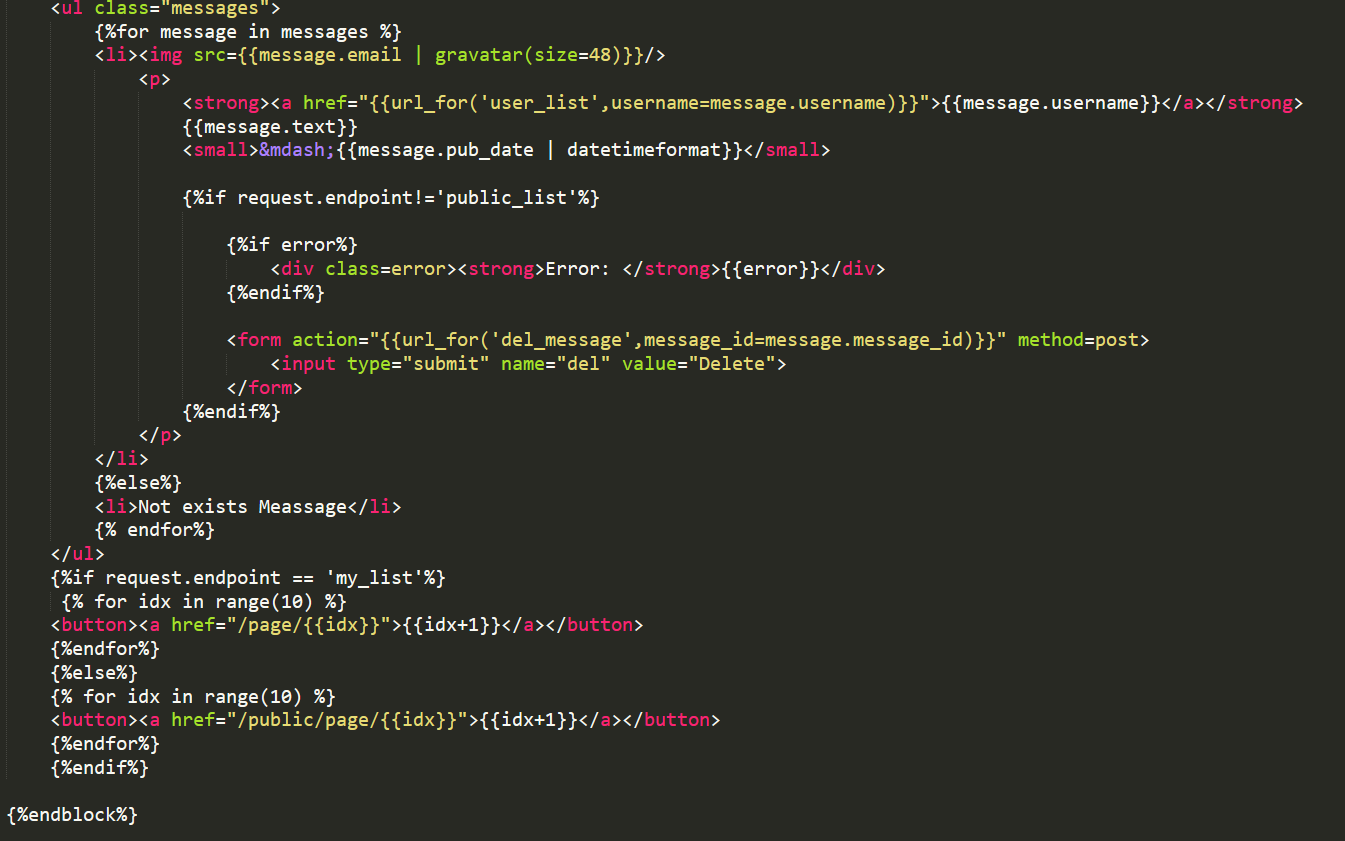 <ul class="messages">
{%for message in messages %}
<li><img src={{message.email | gravatar(size=48)}}/>
<p>
<strong><a href="{{url_for('user_list',username=message.username)}}">{{message.username}}</a></strong>
{{message.text}}
<small>&mdash;{{message.pub_date | datetimeformat}}</small>
{%if request.endpoint!='public_list'%}
{%if error%}
<div class=error><strong>Error: </strong>{{error}}</div>
{%endif%}
<form action="{{url_for('del_message',message_id=message.message_id)}}" method=post>
<input type="submit" name="del" value="Delete">
</form>
{%endif%}
</p>
</li>
{%else%}
<li>Not exists Meassage</li>
{% endfor%}
</ul>
{%if request.endpoint == 'my_list'%}
{% for idx in range(10) %}
<button><a href="/page/{{idx}}">{{idx+1}}</a></button>
{%endfor%}
{%else%}
{% for idx in range(10) %}
<button><a href="/public/page/{{idx}}">{{idx+1}}</a></button>
{%endfor%}
{%endif%}
{%endblock%}